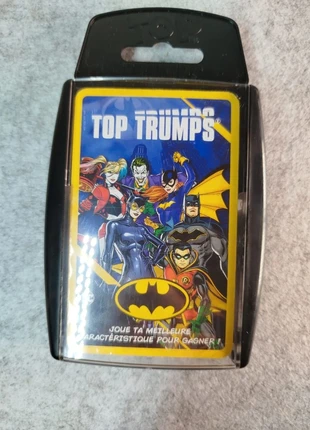 TOP TRUMPS®
JOUE TA MEILLEURE
CARACTÉRISTIQUE POUR GAGNER !